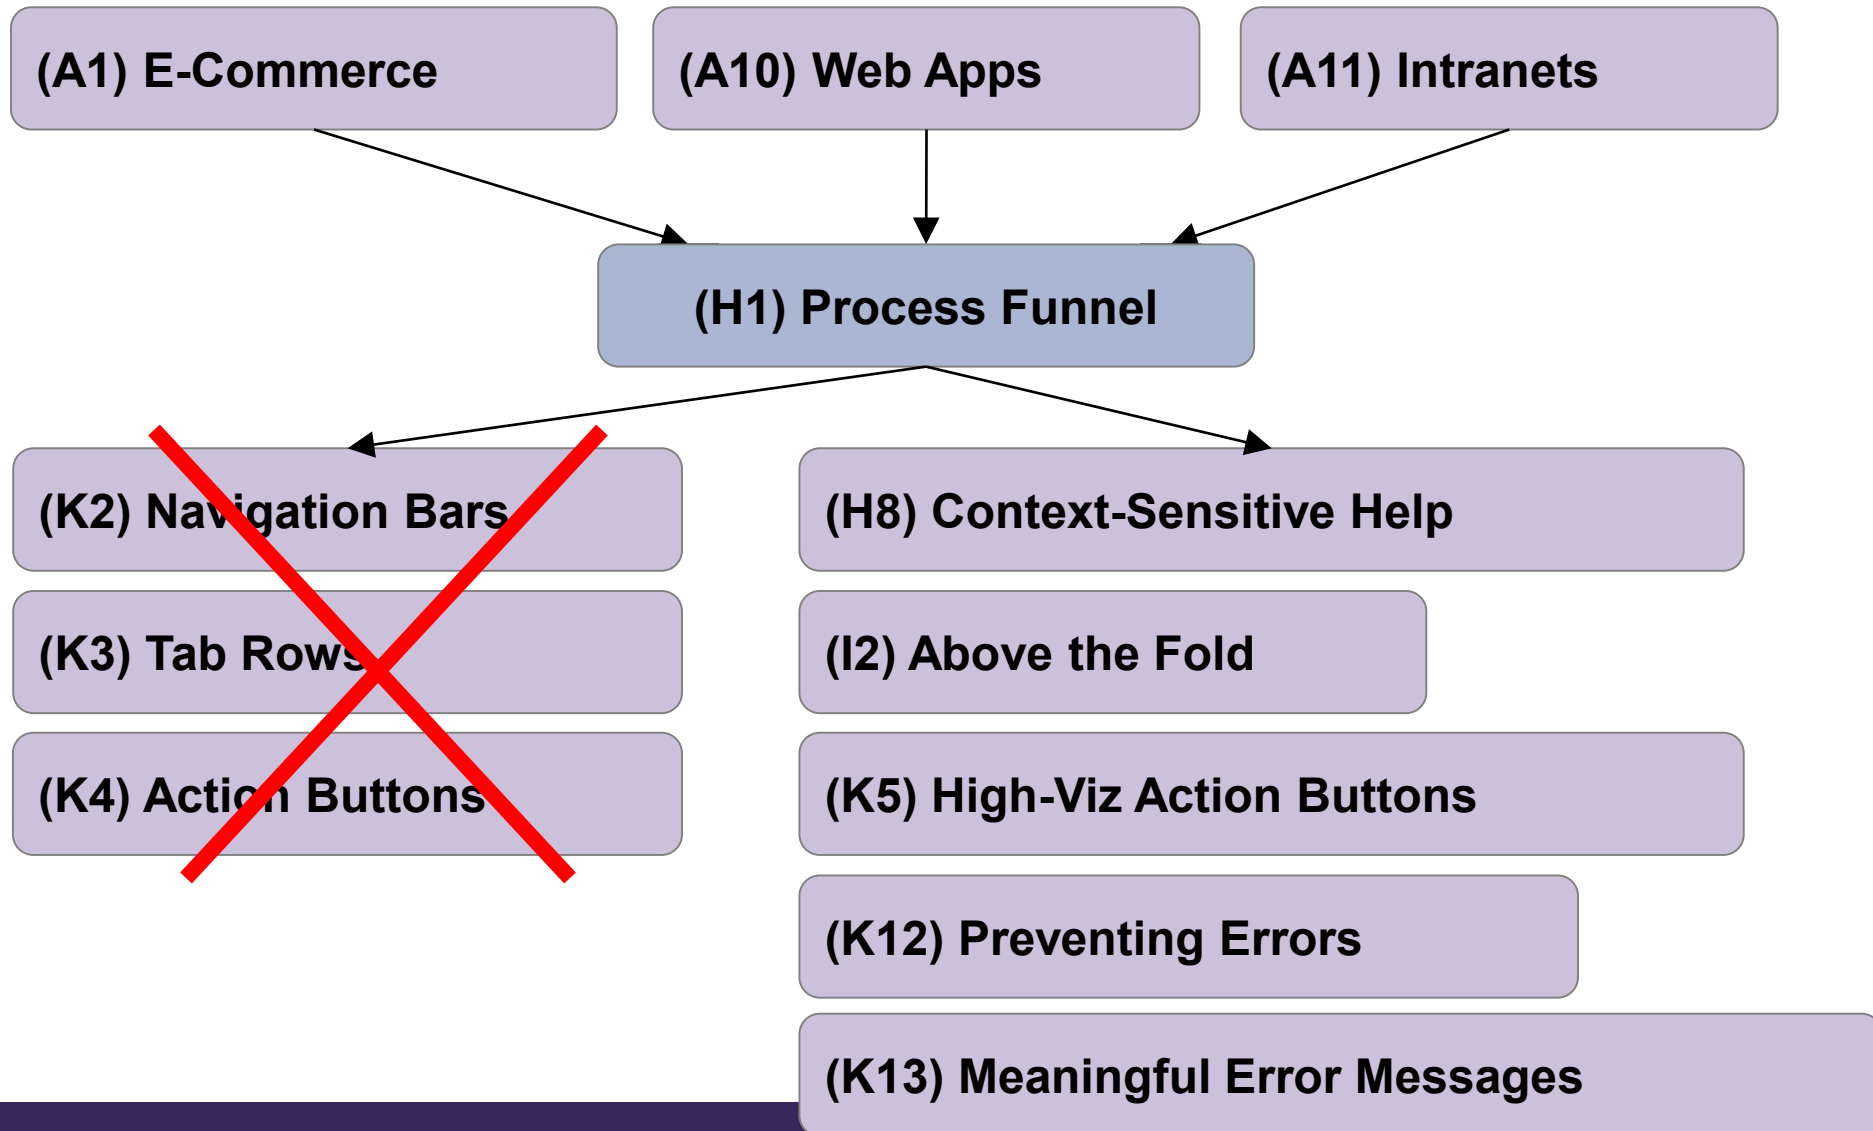 (A1) E-Commerce
(A10) Web Apps
(A11) Intranets
(H1) Process Funnel
(K2) Navigation Bars
(K3) Tab Rows
(K4) Action Buttons
(H8) Context-Sensitive Help
(I2) Above the Fold
(K5) High-Viz Action Buttons
(K12) Preventing Errors
(K13) Meaningful Error Messages